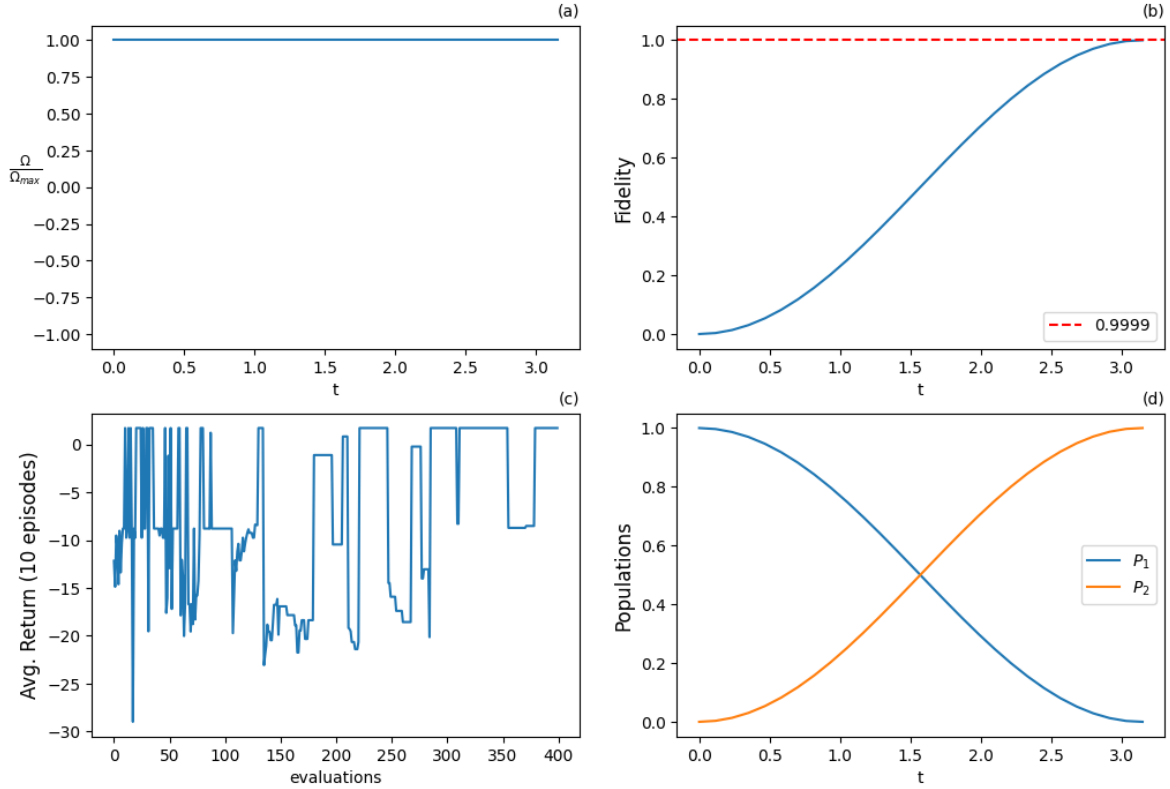 (a)
1.00
0.75
0.50
0.25
0.00
−0.25
−0.50
−0.75
−1.00
Ω
Ω_max
0.0 0.5 1.0 1.5 2.0 2.5 3.0
t
(b)
1.0
0.8
0.6
0.4
0.2
0.0
Fidelity
0.9999
0.0 0.5 1.0 1.5 2.0 2.5 3.0
t
(c)
0
−5
−10
−15
−20
−25
−30
Avg. Return (10 episodes)
0 50 100 150 200 250 300 350 400
evaluations
(d)
1.0
0.8
0.6
0.4
0.2
0.0
Populations
P_1
P_2
0.0 0.5 1.0 1.5 2.0 2.5 3.0
t